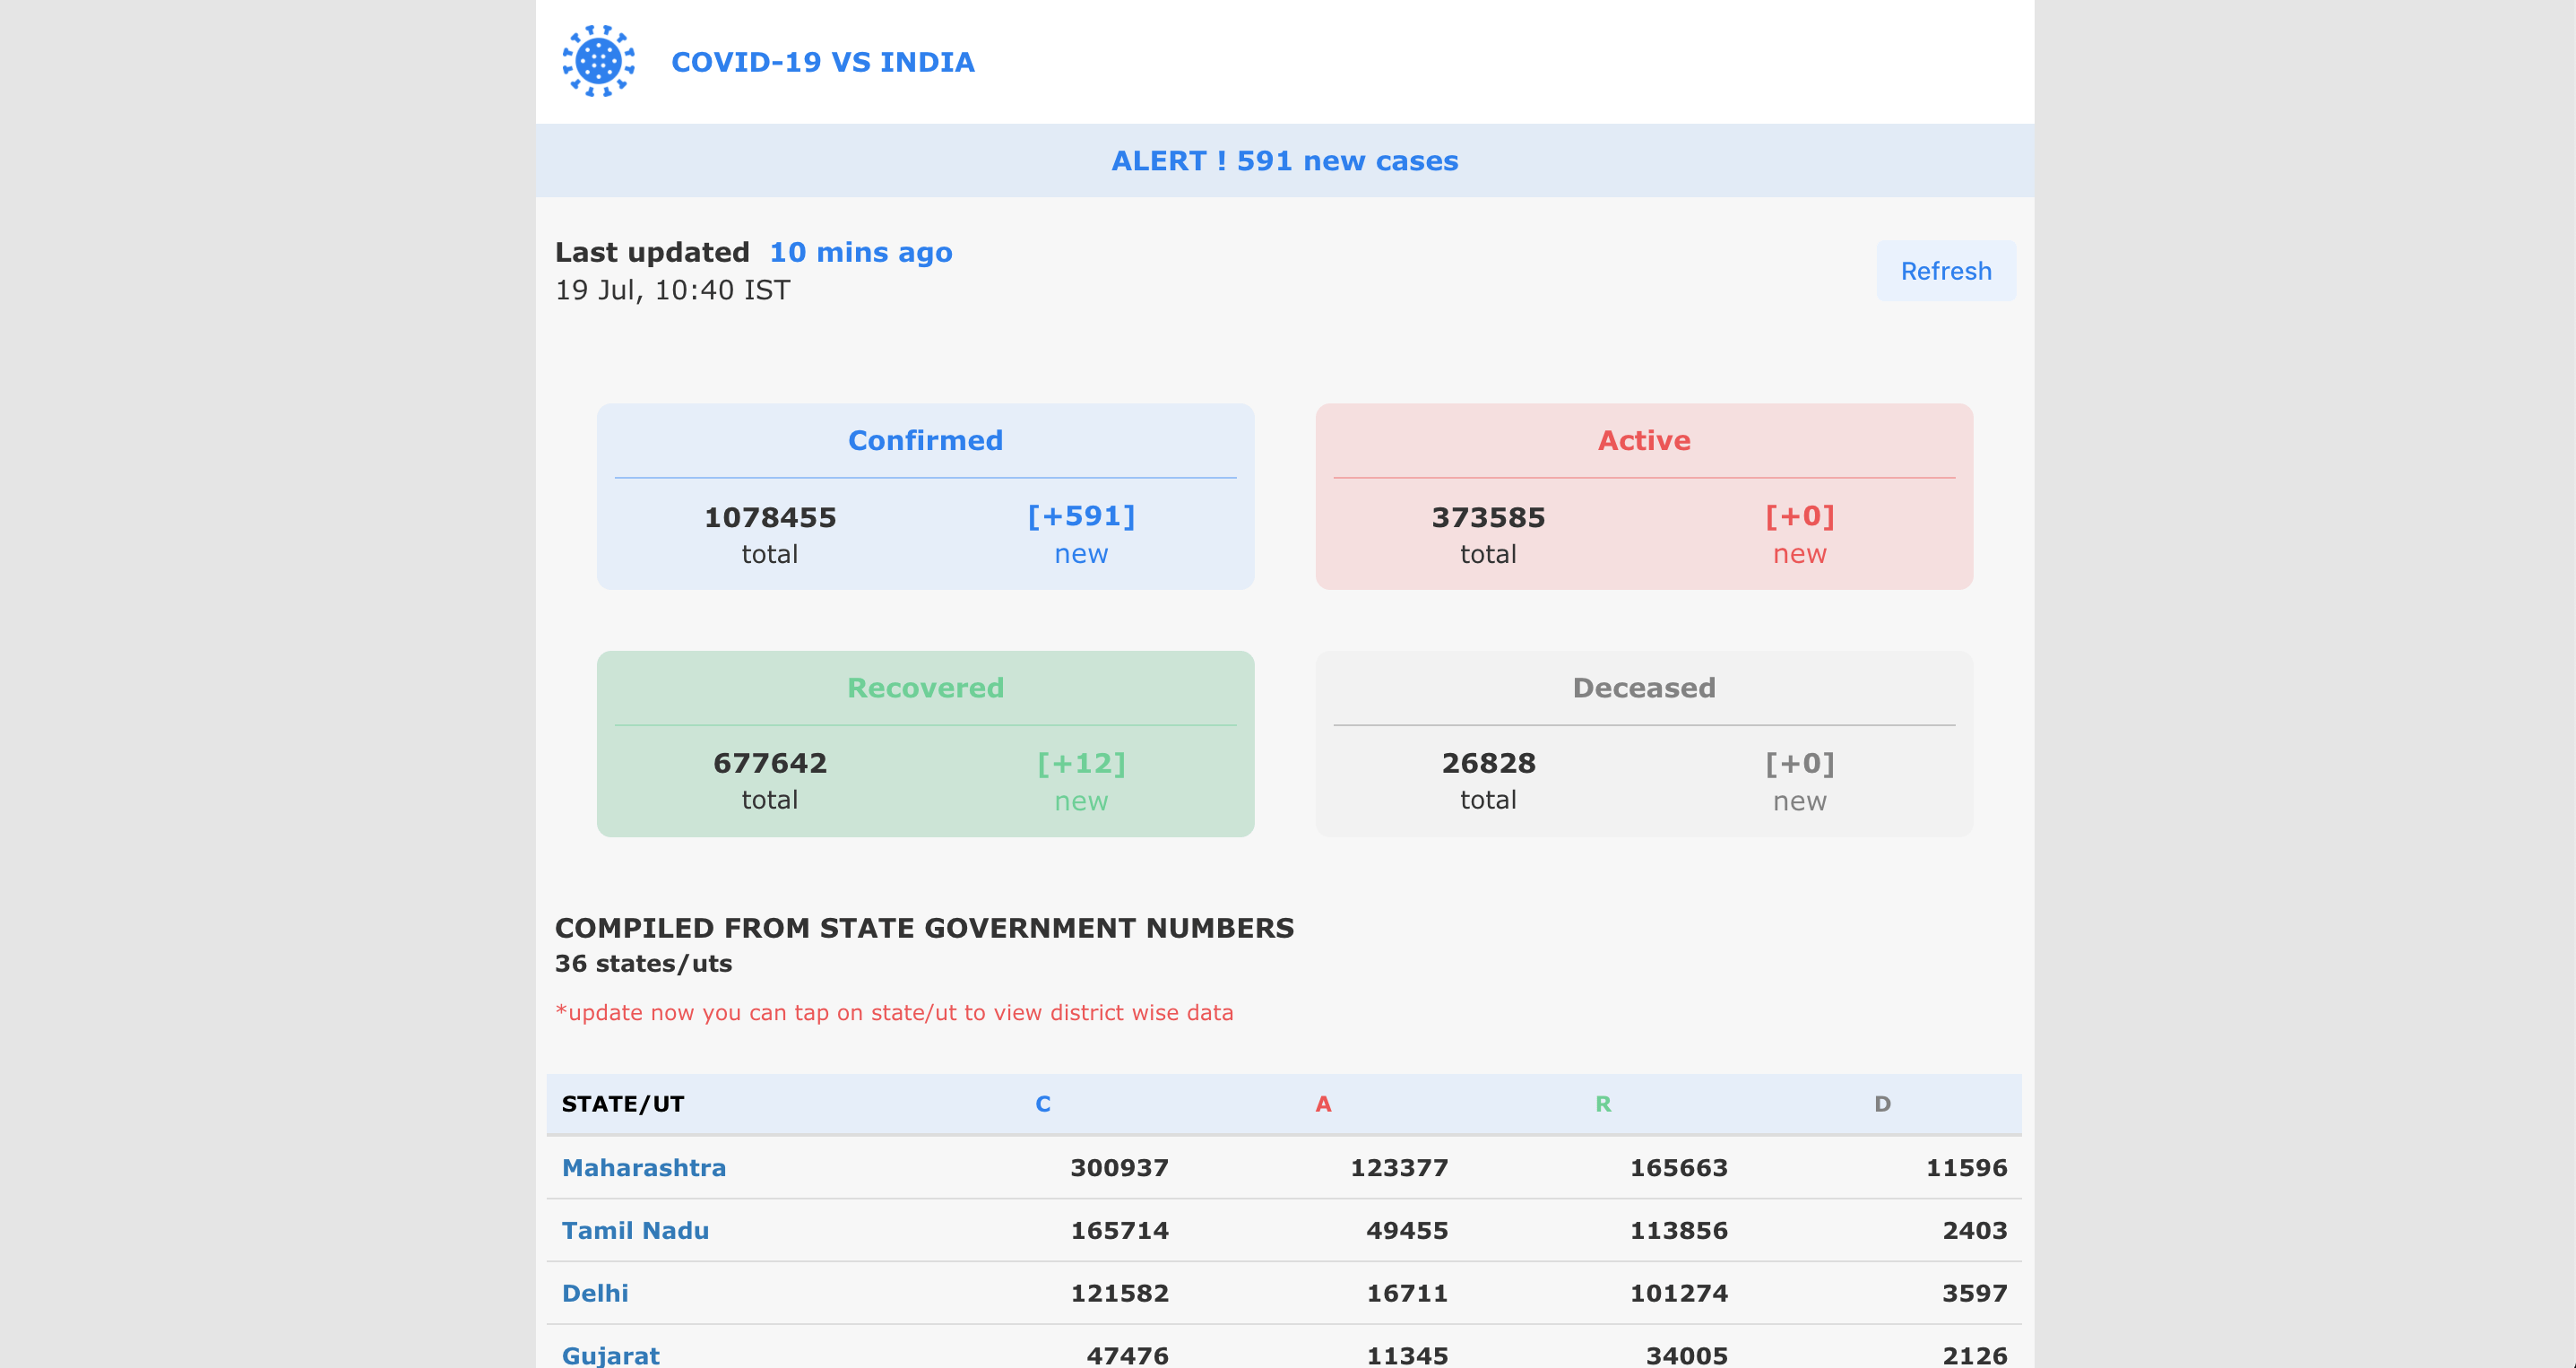 COVID-19 VS INDIA
ALERT ! 591 new cases
Last updated 10 mins ago
19 Jul, 10:40 IST
Refresh
Confirmed
1078455 [+591]
total new
Active
373585 [+0]
total new
Recovered
677642 [+12]
total new
Deceased
26828 [+0]
total new
COMPILED FROM STATE GOVERNMENT NUMBERS
36 states/uts
*update now you can tap on state/ut to view district wise data
STATE/UT C A R D
Maharashtra 300937 123377 165663 11596
Tamil Nadu 165714 49455 113856 2403
Delhi 121582 16711 101274 3597
Gujarat 47476 11345 34005 2126